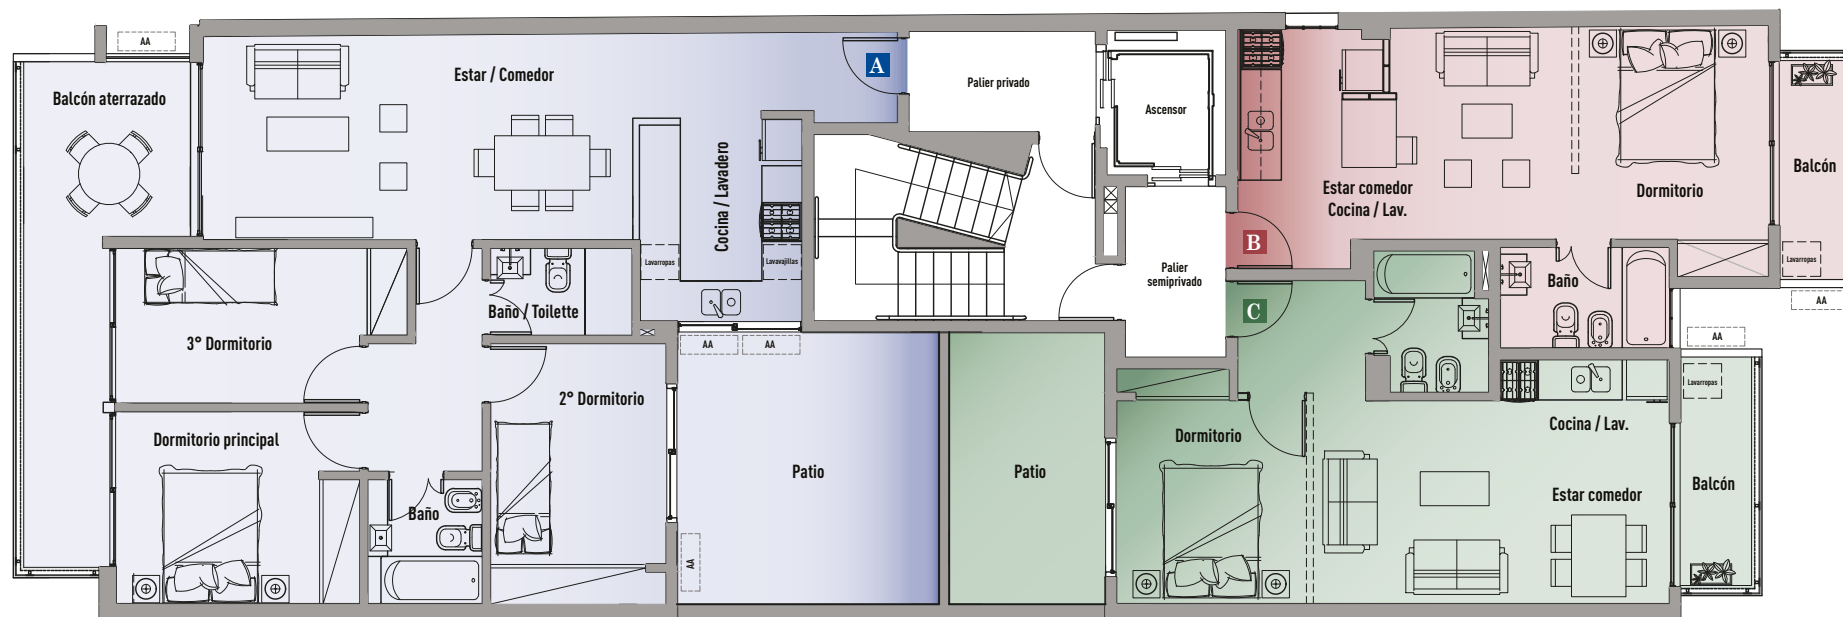 AA
Balcón aterrazado
Estar / Comedor
A
Palier privado
Ascensor
Cocina / Lavadero
Lavarropas
Lavavajillas
Baño / Toilette
3° Dormitorio
2° Dormitorio
Dormitorio principal
Baño
AA
AA
AA
Patio
Patio
Palier
semiprivado
B
C
Estar comedor
Cocina / Lav.
Dormitorio
Balcón
Lavarropas
AA
Baño
AA
Lavarropas
Cocina / Lav.
Dormitorio
Estar comedor
Balcón